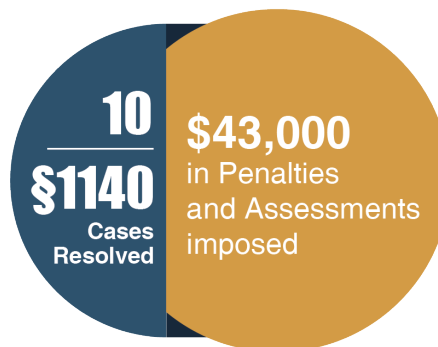 10
§1140
Cases
Resolved
$43,000
in Penalties
and Assessments
imposed